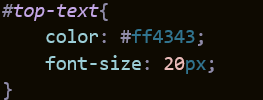 #top-text{
    color: #ff4343;
    font-size: 20px;
}